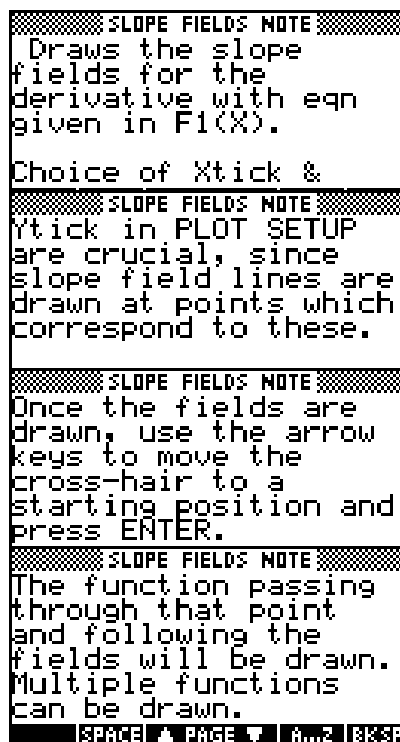 SLOPE FIELDS NOTE
Draws the slope
fields for the
derivative with eqn
given in F1(X).
Choice of Xtick &
SLOPE FIELDS NOTE
Ytick in PLOT SETUP
are crucial, since
slope field lines are
drawn at points which
correspond to these.
SLOPE FIELDS NOTE
Once the fields are
drawn, use the arrow
keys to move the
cross-hair to a
starting position and
press ENTER.
SLOPE FIELDS NOTE
The function passing
through that point
and following the
fields will be drawn.
Multiple functions
can be drawn.
SPACE ▲ PAGE ▼ A...Z BKSP